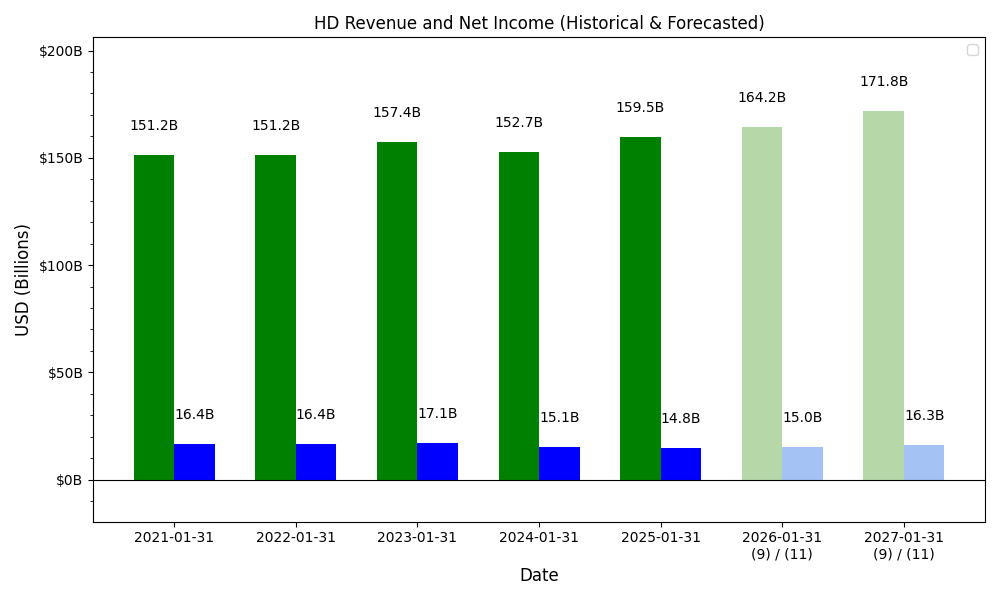 HD Revenue and Net Income (Historical & Forecasted)
$200B
$150B
$100B
$50B
$0B
USD (Billions)
151.2B
151.2B
157.4B
152.7B
159.5B
164.2B
171.8B
16.4B
16.4B
17.1B
15.1B
14.8B
15.0B
16.3B
2021-01-31
2022-01-31
2023-01-31
2024-01-31
2025-01-31
2026-01-31
(9) / (11)
2027-01-31
(9) / (11)
Date